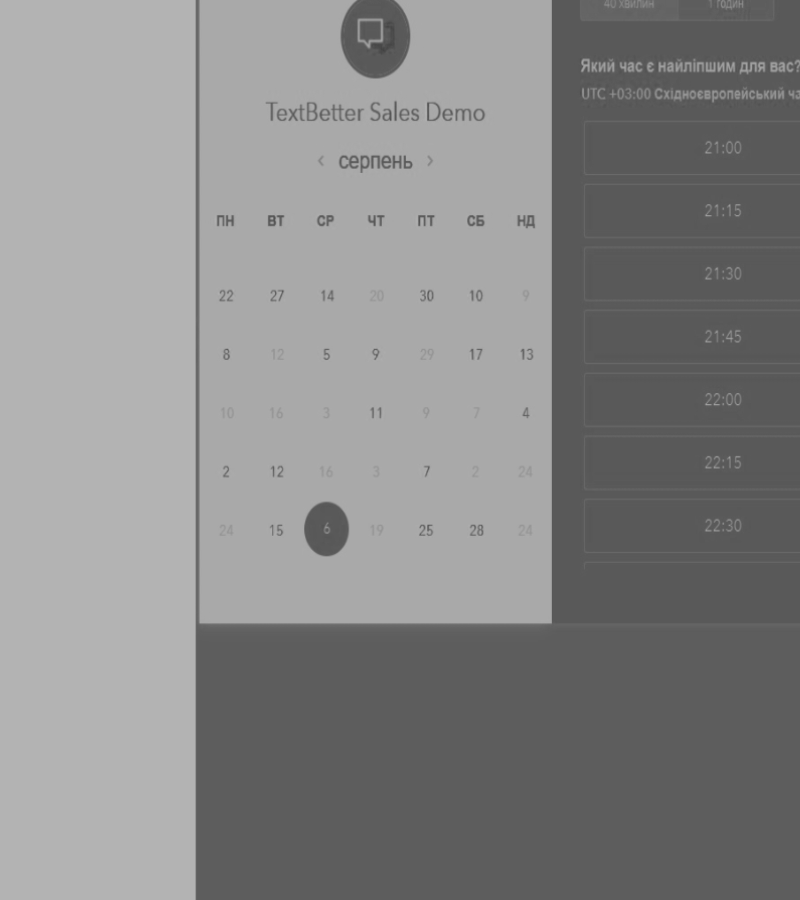 TextBetter Sales Demo
‹ серпень ›
ПН ВТ СР ЧТ ПТ СБ НД
22 27 14 20 30 10 9
8 12 5 9 29 17 13
10 16 3 11 9 7 4
2 12 16 3 7 2 24
24 15 6 19 25 28 24
40 хвилин 1 годин
Який час є найліпшим для вас?
UTC +03:00 Східноєвропейський ча
21:00
21:15
21:30
21:45
22:00
22:15
22:30